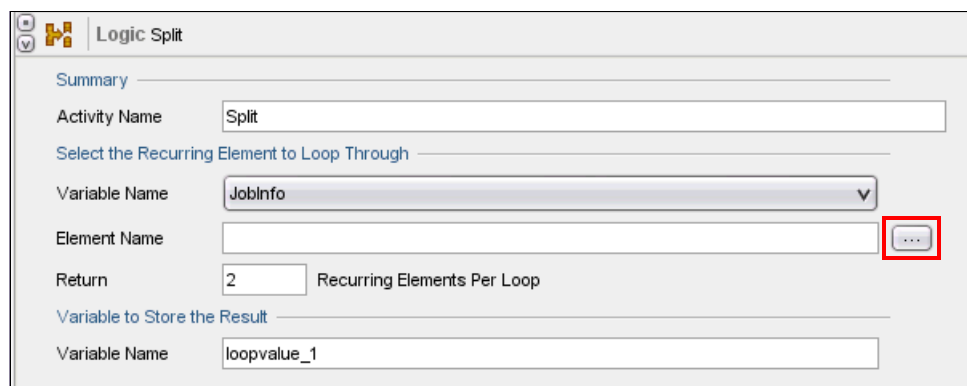 Logic Split
Summary
Activity Name Split
Select the Recurring Element to Loop Through
Variable Name JobInfo
Element Name ...
Return 2 Recurring Elements Per Loop
Variable to Store the Result
Variable Name loopvalue_1